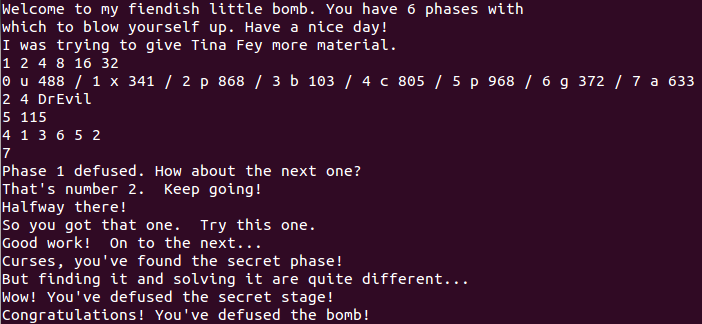 Welcome to my fiendish little bomb. You have 6 phases with
which to blow yourself up. Have a nice day!
I was trying to give Tina Fey more material.
1 2 4 8 16 32
0 u 488 / 1 x 341 / 2 p 868 / 3 b 103 / 4 c 805 / 5 p 968 / 6 g 372 / 7 a 633
2 4 DrEvil
5 115
4 1 3 6 5 2
7
Phase 1 defused. How about the next one?
That's number 2.  Keep going!
Halfway there!
So you got that one.  Try this one.
Good work!  On to the next...
Curses, you've found the secret phase!
But finding it and solving it are quite different...
Wow! You've defused the secret stage!
Congratulations! You've defused the bomb!